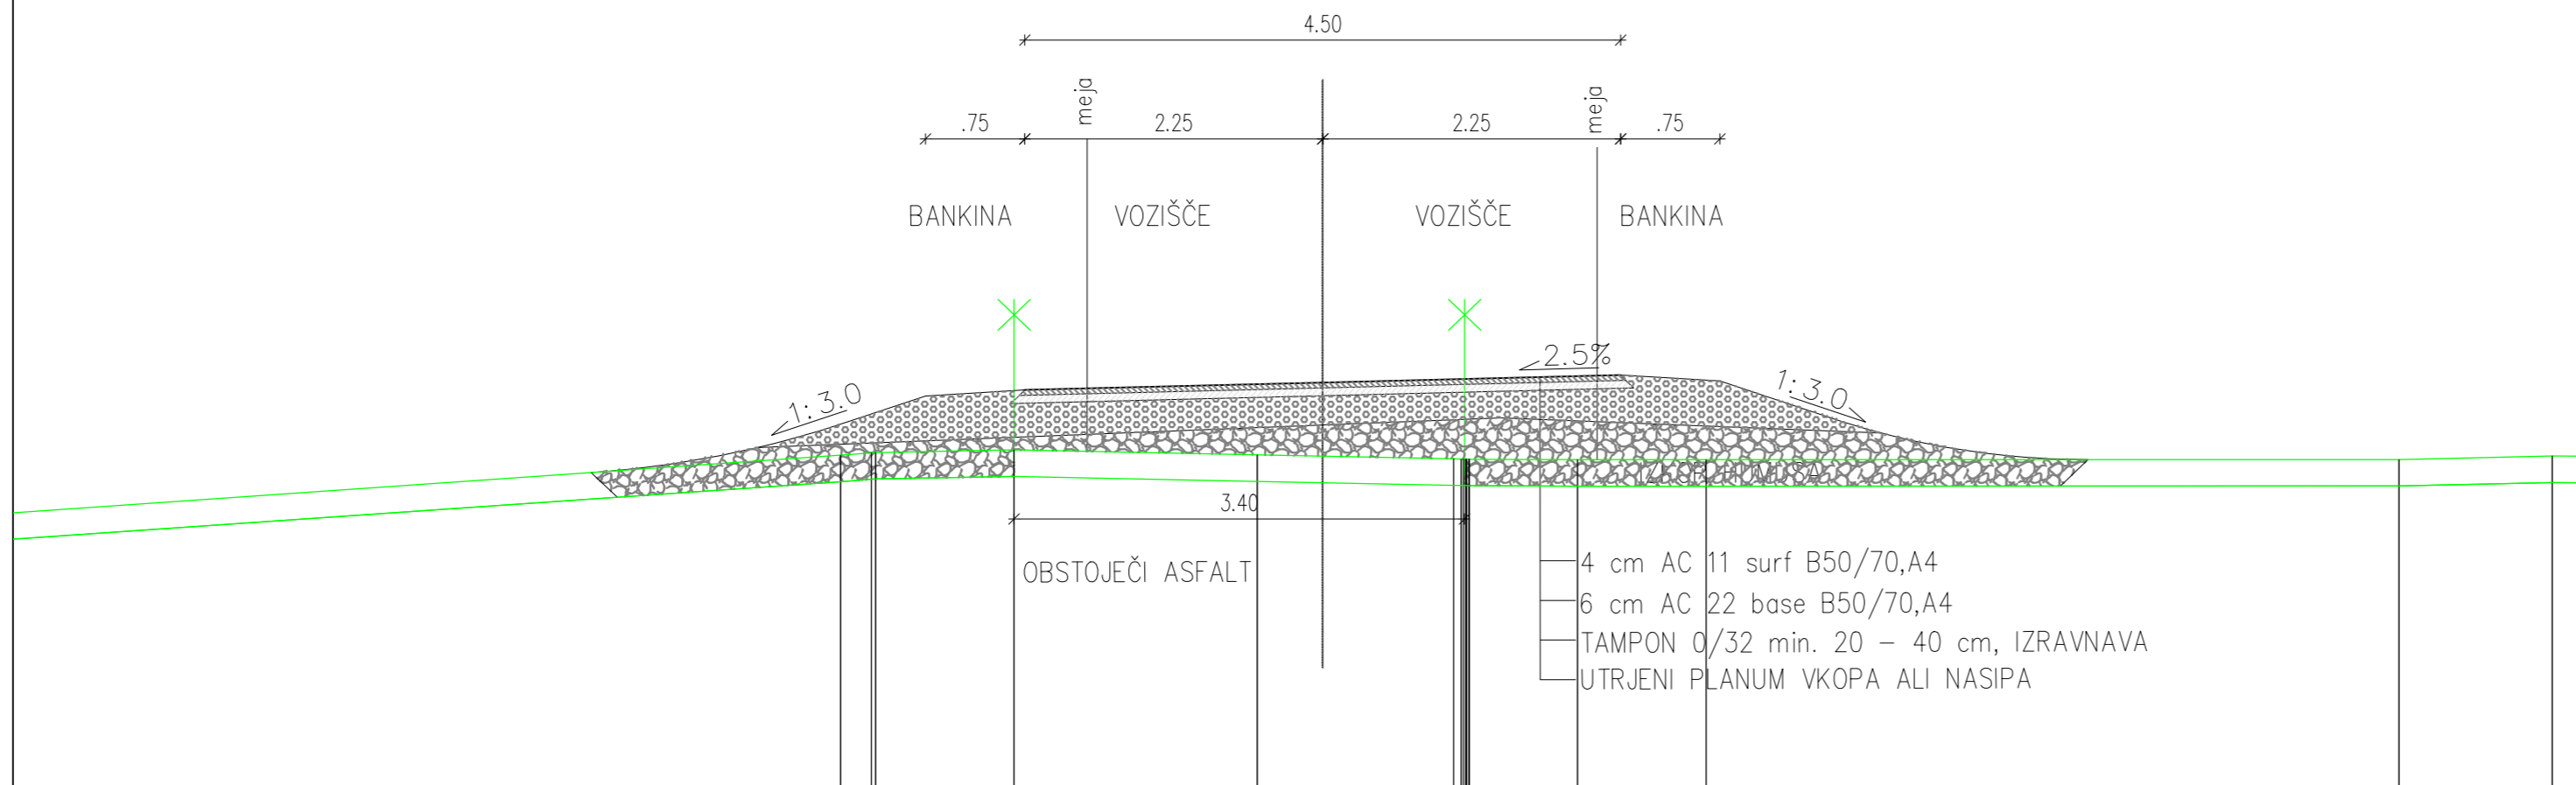 4.50
meja
meja
.75
2.25
2.25
.75
BANKINA
VOZIŠČE
VOZIŠČE
BANKINA
2.5%
1:3.0
1:3.0
3.40
OBSTOJEČI ASFALT
4 cm AC 11 surf B50/70,A4
6 cm AC 22 base B50/70,A4
TAMPON 0/32 min. 20 – 40 cm, IZRAVNAVA
UTRJENI PLANUM VKOPA ALI NASIPA